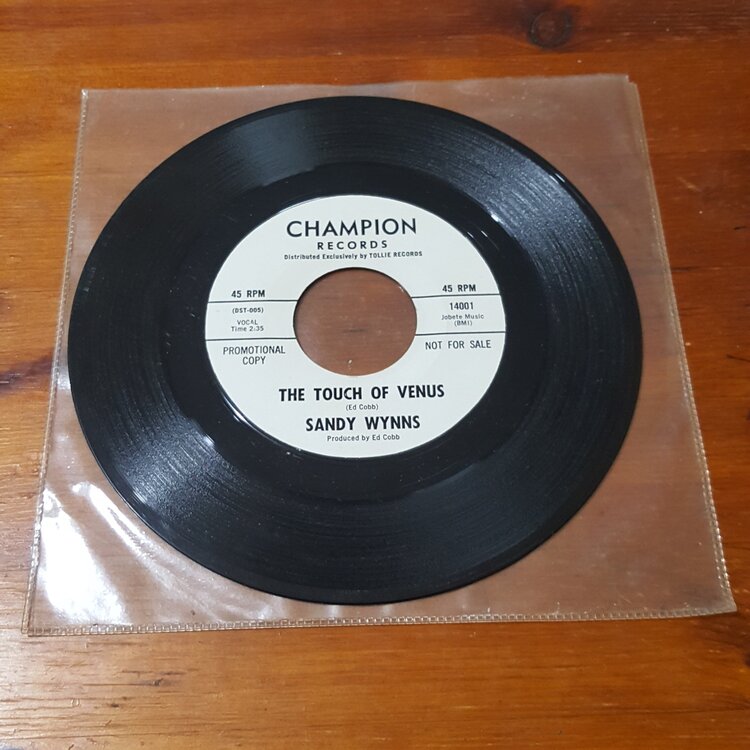 CHAMPION
RECORDS
Distributed Exclusively by TOLLIE RECORDS
45 RPM
45 RPM
(DST-005)
VOCAL
Time 2:35
14001
Jobete Music
(BMI)
PROMOTIONAL
COPY
NOT FOR SALE
THE TOUCH OF VENUS
(Ed Cobb)
SANDY WYNNS
Produced by Ed Cobb